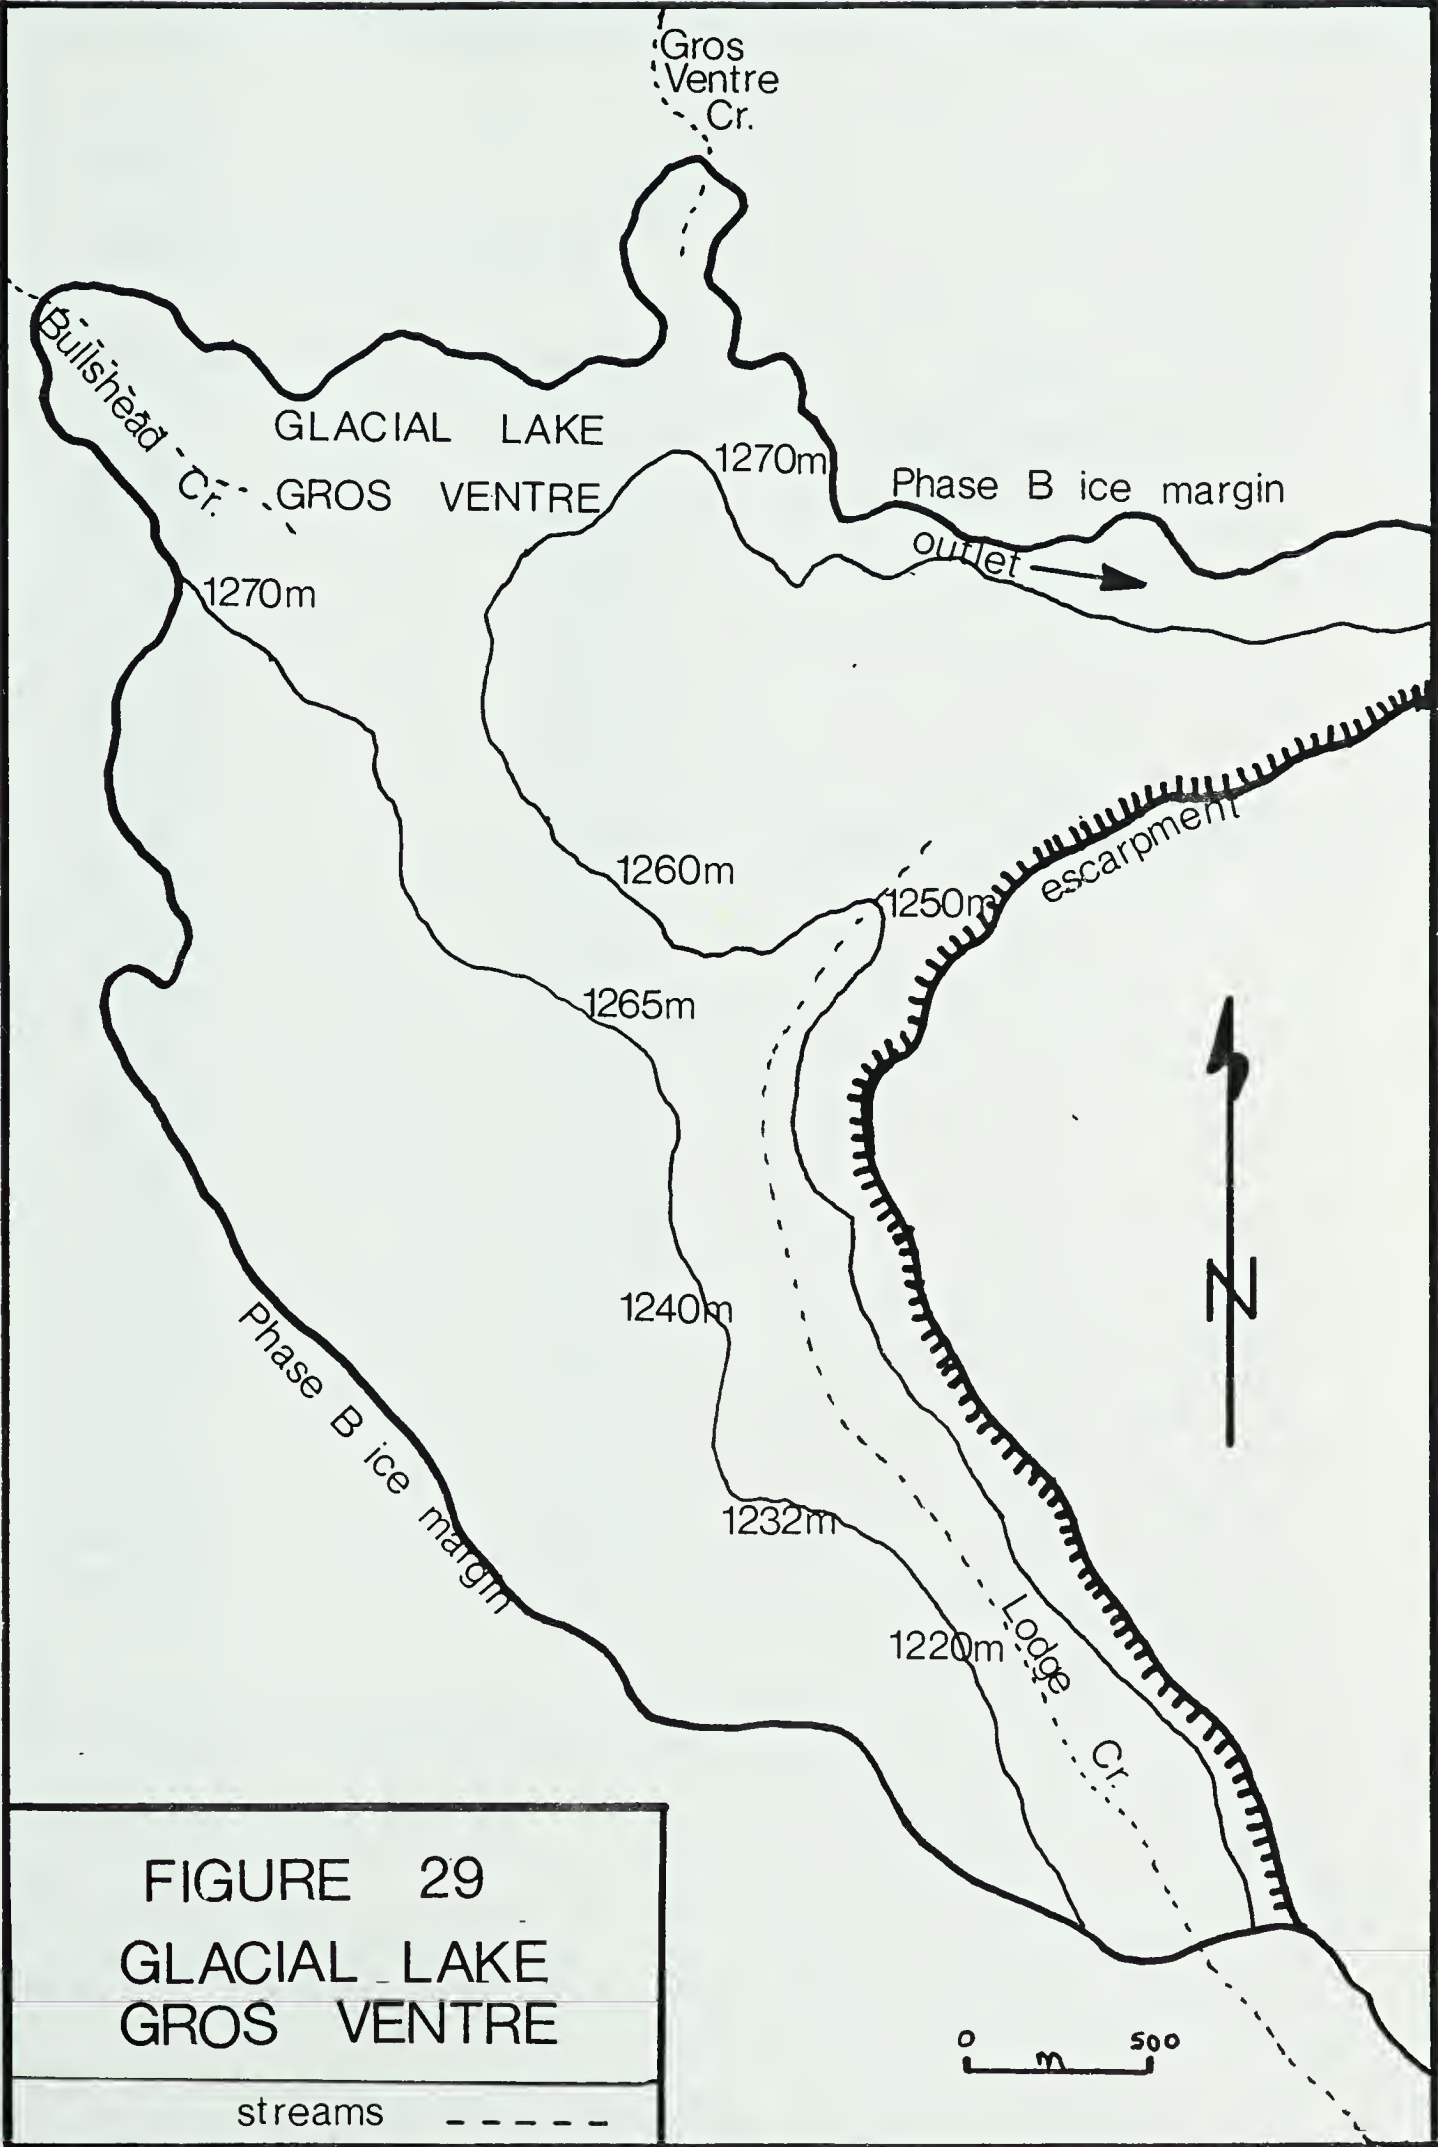 Gros
Ventre
Cr.
Bullshead Cr.
GLACIAL LAKE
GROS VENTRE
1270m
Phase B ice margin
outlet
1270m
escarpment
1260m
1250m
1265m
1240m
N
Phase B ice margin
1232m
1220m
Lodge Cr.
FIGURE 29
GLACIAL LAKE
GROS VENTRE
streams
0 500
m